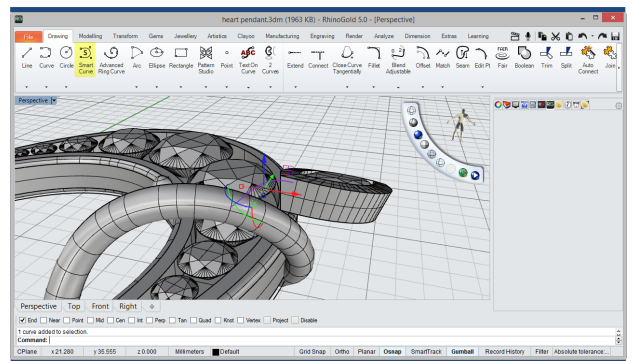 heart pendant.3dm (1963 KB) - RhinoGold 5.0 - [Perspective]
File Drawing Modelling Transform Gems Jewellery Artistics Clayoo Manufacturing Engraving Render Analyze Dimension Extras Learning
Line Curve Circle Smart Curve Advanced Ring Curve Arc Ellipse Rectangle Pattern Studio Point Text On Curve 2 Curves Extend Connect Close Curve Tangentially Fillet Blend Adjustable Offset Match Seam Edit Pt Fair Boolean Trim Split Auto Connect Join
Perspective
Perspective Top Front Right
End Near Point Mid Cen Int Perp Tan Quad Knot Vertex Project Disable
1 curve added to selection.
Command:
CPlane x 21.280 y 35.555 z 0.000 Millimeters Default Grid Snap Ortho Planar Osnap SmartTrack Gumball Record History Filter Absolute tolerance:...